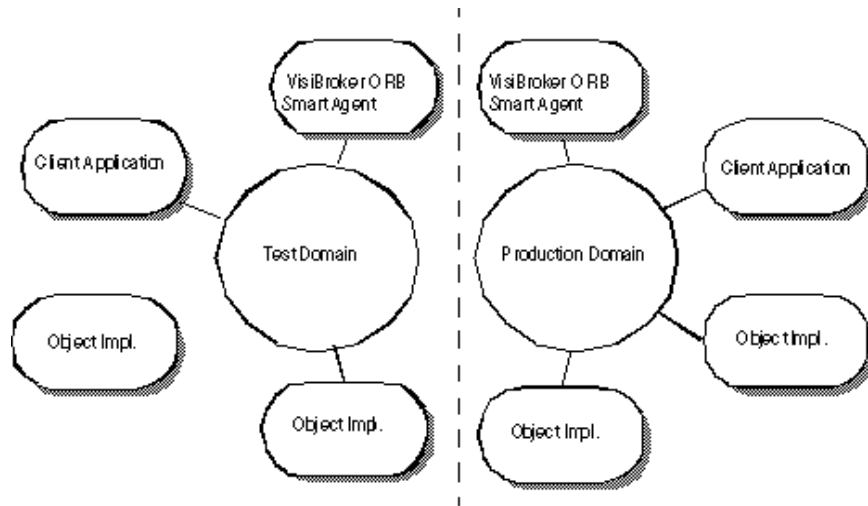 VisiBroker ORB
Smart Agent
Client Application
Test Domain
Object Impl.
Object Impl.
VisiBroker ORB
Smart Agent
Client Application
Production Domain
Object Impl.
Object Impl.